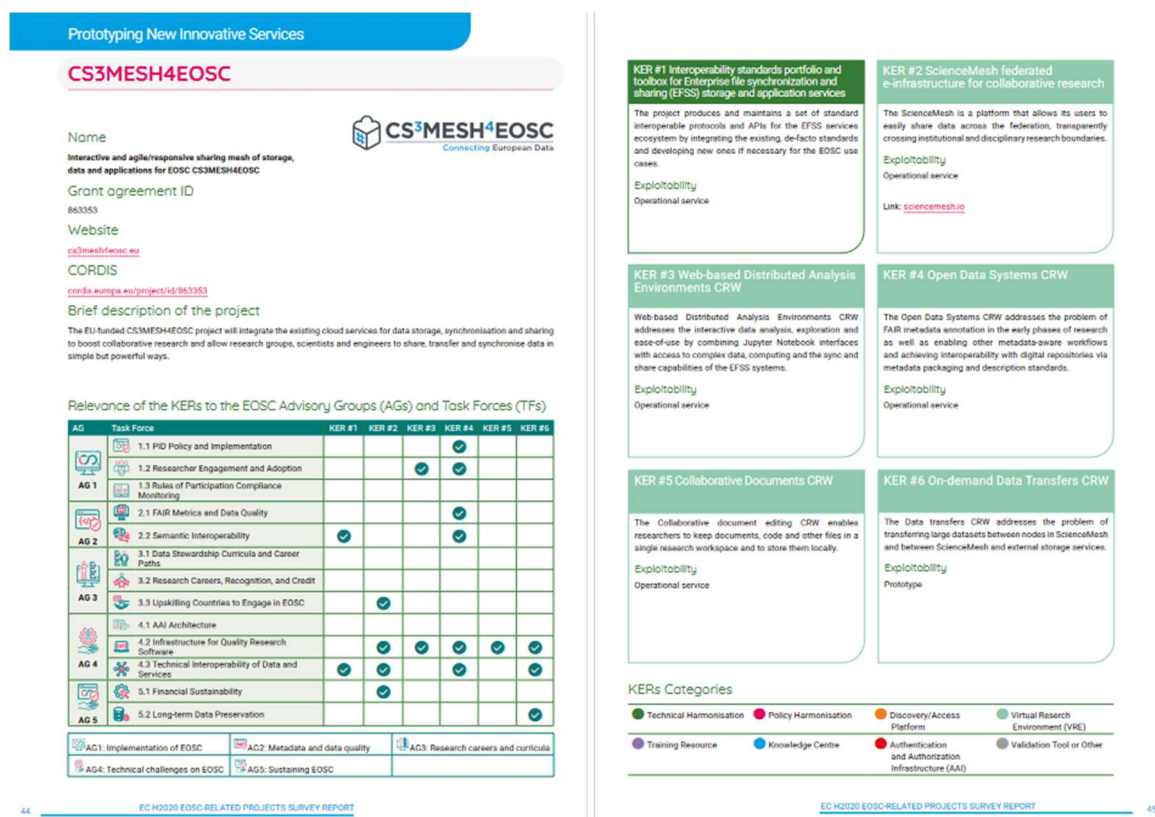 Prototyping New Innovative Services
CS3MESH4EOSC
Name
Interactive and agile/responsive sharing mesh of storage,
data and applications for EOSC CS3MESH4EOSC
CS³MESH⁴EOSC
Connecting European Data
Grant agreement ID
863353
Website
cs3mesh4eosc.eu
CORDIS
cordis.europa.eu/project/id/863353
Brief description of the project
The EU-funded CS3MESH4EOSC project will integrate the existing cloud services for data storage, synchronisation and sharing
to boost collaborative research and allow research groups, scientists and engineers to share, transfer and synchronise data in
simple but powerful ways.
Relevance of the KERs to the EOSC Advisory Groups (AGs) and Task Forces (TFs)
AG Task Force KER #1 KER #2 KER #3 KER #4 KER #5 KER #6
AG 1
1.1 PID Policy and Implementation
1.2 Researcher Engagement and Adoption
1.3 Rules of Participation Compliance
Monitoring
AG 2
2.1 FAIR Metrics and Data Quality
2.2 Semantic Interoperability
AG 3
3.1 Data Stewardship Curricula and Career
Paths
3.2 Research Careers, Recognition, and Credit
3.3 Upskilling Countries to Engage in EOSC
AG 4
4.1 AAI Architecture
4.2 Infrastructure for Quality Research
Software
4.3 Technical Interoperability of Data and
Services
AG 5
5.1 Financial Sustainability
5.2 Long-term Data Preservation
AG1: Implementation of EOSC AG2: Metadata and data quality AG3: Research careers and curricula
AG4: Technical challenges on EOSC AG5: Sustaining EOSC
44 EC H2020 EOSC-RELATED PROJECTS SURVEY REPORT
KER #1 Interoperability standards portfolio and
toolbox for Enterprise file synchronization and
sharing (EFSS) storage and application services
The project produces and maintains a set of standard
interoperable protocols and APIs for the EFSS services
ecosystem by integrating the existing, de-facto standards
and developing new ones if necessary for the EOSC use
cases.
Exploitability
Operational service
KER #2 ScienceMesh federated
e-infrastructure for collaborative research
The ScienceMesh is a platform that allows its users to
easily share data across the federation, transparently
crossing institutional and disciplinary research boundaries.
Exploitability
Operational service
Link: sciencemesh.io
KER #3 Web-based Distributed Analysis
Environments CRW
Web-based Distributed Analysis Environments CRW
addresses the interactive data analysis, exploration and
ease-of-use by combining Jupyter Notebook interfaces
with access to complex data, computing and the sync and
share capabilities of the EFSS systems.
Exploitability
Operational service
KER #4 Open Data Systems CRW
The Open Data Systems CRW addresses the problem of
FAIR metadata annotation in the early phases of research
as well as enabling other metadata-aware workflows
and achieving interoperability with digital repositories via
metadata packaging and description standards.
Exploitability
Operational service
KER #5 Collaborative Documents CRW
The Collaborative document editing CRW enables
researchers to keep documents, code and other files in a
single research workspace and to store them locally.
Exploitability
Operational service
KER #6 On-demand Data Transfers CRW
The Data transfers CRW addresses the problem of
transferring large datasets between nodes in ScienceMesh
and between ScienceMesh and external storage services.
Exploitability
Prototype
KERs Categories
Technical Harmonisation
Policy Harmonisation
Discovery/Access
Platform
Virtual Reserch
Environment (VRE)
Training Resource
Knowledge Centre
Authentication
and Authorization
Infrastructure (AAI)
Validation Tool or Other
EC H2020 EOSC-RELATED PROJECTS SURVEY REPORT 45